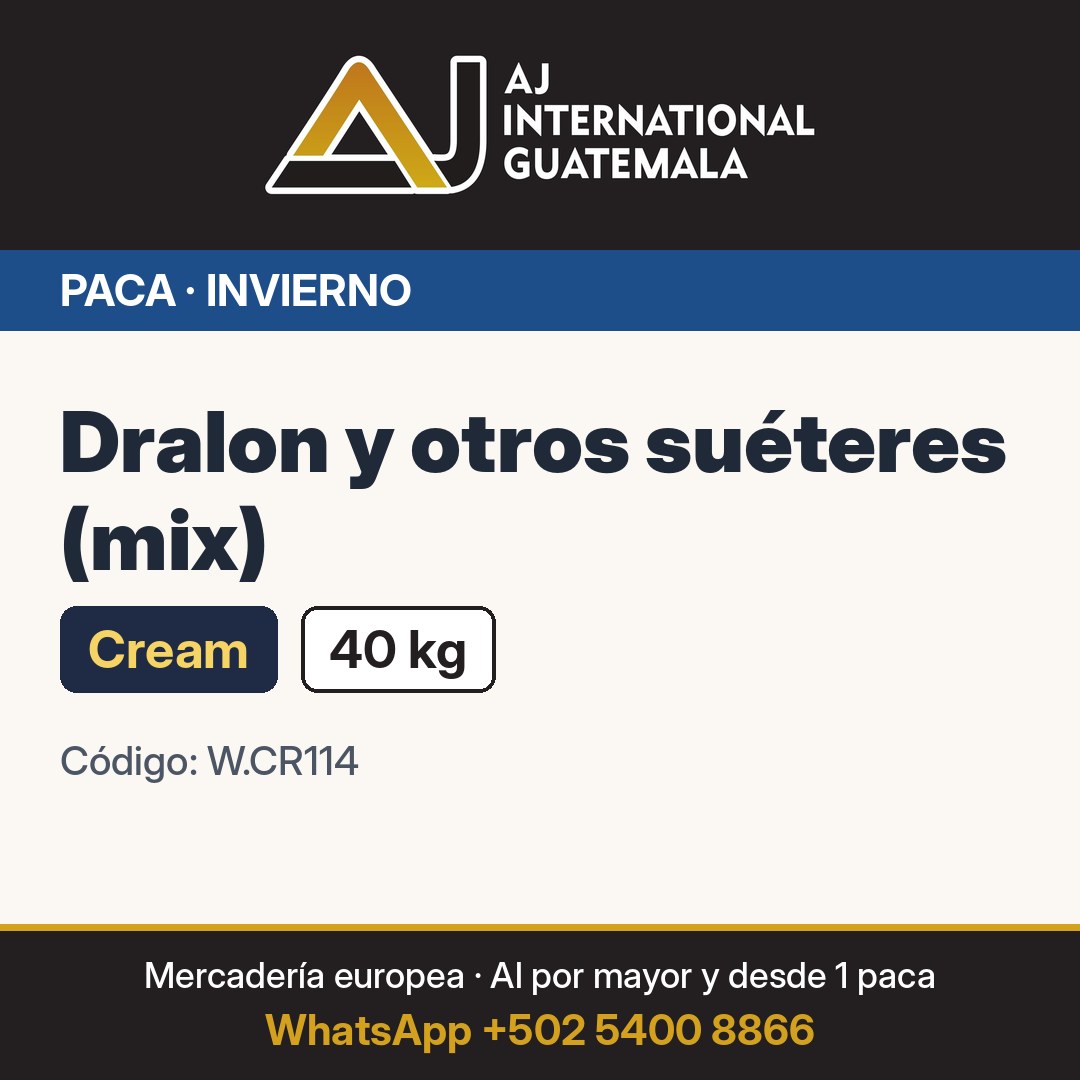 AJ
AJ
INTERNATIONAL
GUATEMALA
PACA · INVIERNO
Dralon y otros suéteres
(mix)
Cream
40 kg
Código: W.CR114
Mercadería europea · Al por mayor y desde 1 paca
WhatsApp +502 5400 8866